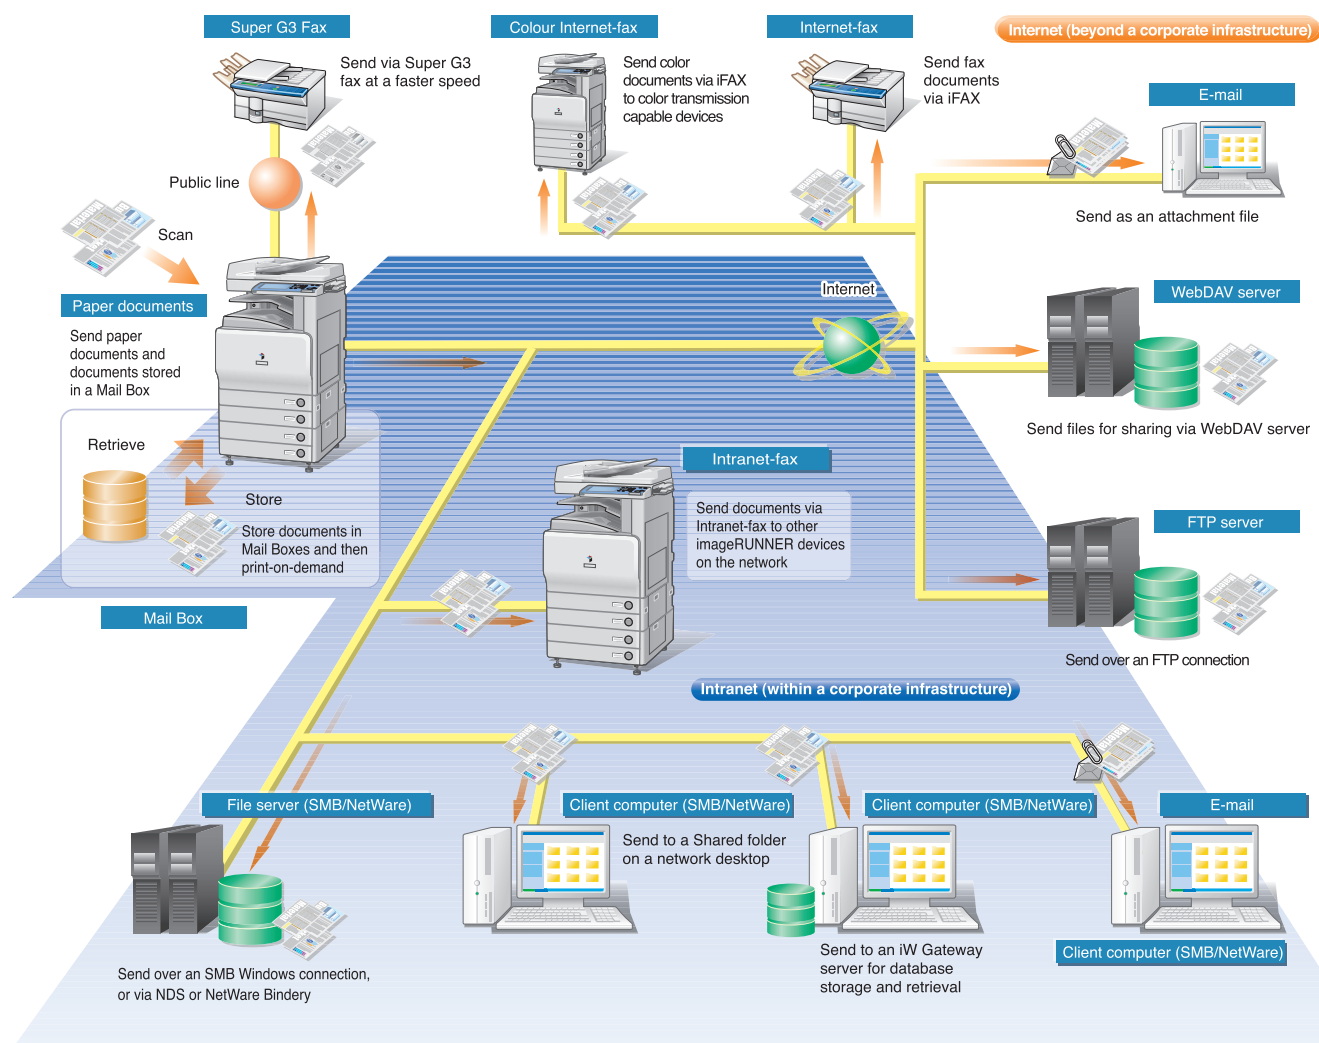 Super G3 Fax
Send via Super G3
fax at a faster speed
Colour Internet-fax
Send color
documents via iFAX
to color transmission
capable devices
Internet-fax
Send fax
documents
via iFAX
Internet (beyond a corporate infrastructure)
E-mail
Send as an attachment file
Public line
Scan
Paper documents
Send paper
documents and
documents stored
in a Mail Box
Internet
WebDAV server
Send files for sharing via WebDAV server
Retrieve
Store
Store documents in
Mail Boxes and then
print-on-demand
Mail Box
Intranet-fax
Send documents via
Intranet-fax to other
imageRUNNER devices
on the network
FTP server
Send over an FTP connection
Intranet (within a corporate infrastructure)
File server (SMB/NetWare)
Send over an SMB Windows connection,
or via NDS or NetWare Bindery
Client computer (SMB/NetWare)
Send to a Shared folder
on a network desktop
Client computer (SMB/NetWare)
Send to an iW Gateway
server for database
storage and retrieval
E-mail
Client computer (SMB/NetWare)